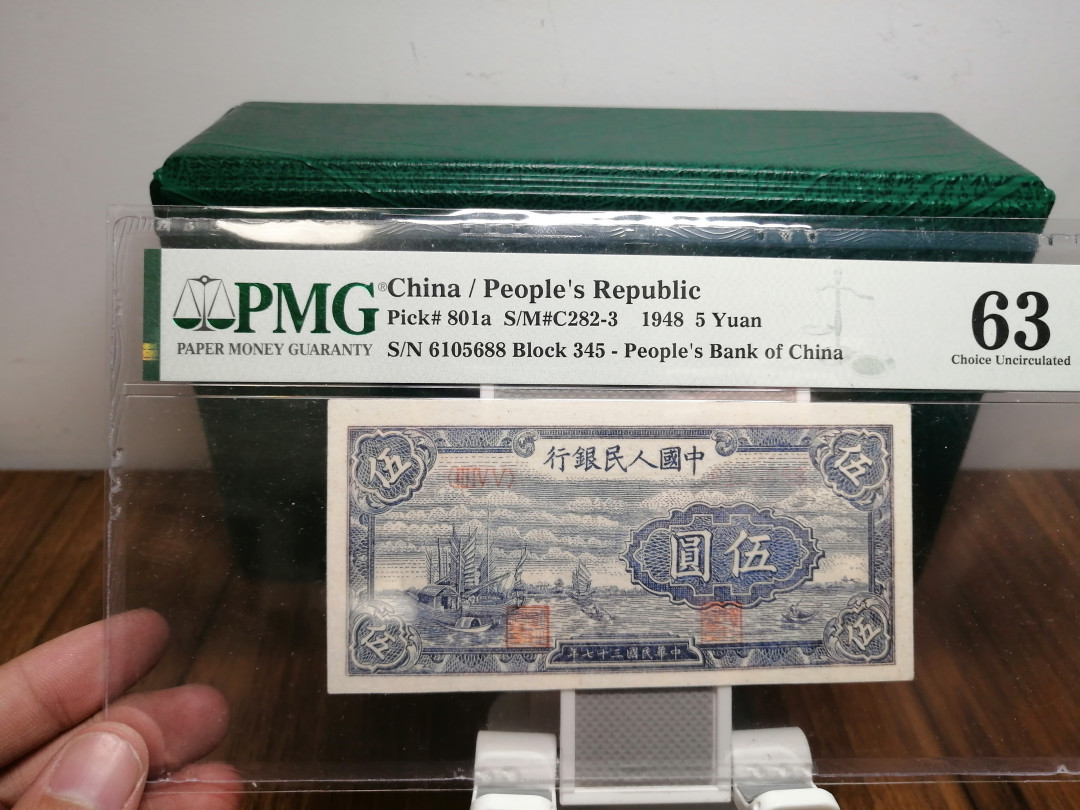 PMG®
PAPER MONEY GUARANTY
China / People's Republic
Pick# 801a S/M#C282-3 1948 5 Yuan
S/N 6105688 Block 345 - People's Bank of China
63
Choice Uncirculated
行銀民人國中
伍
伍
圓伍
伍
伍
年七十三國民華中